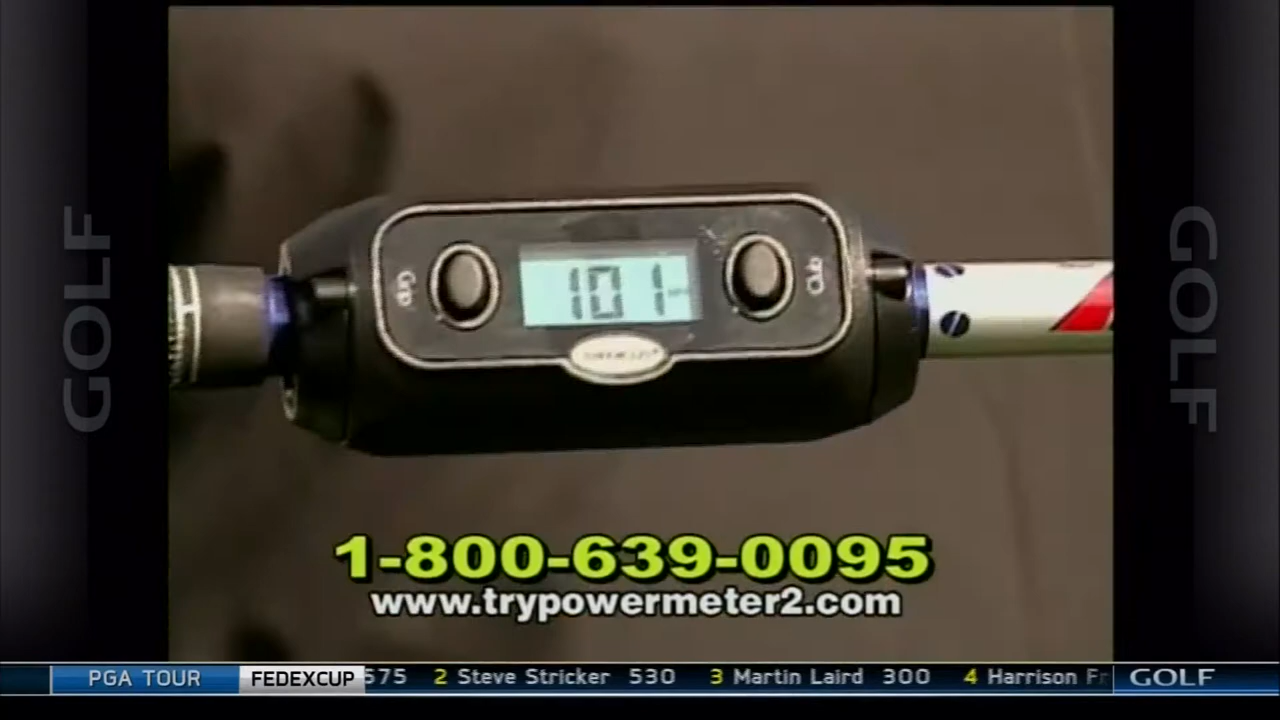 GOLF
GOLF
Grip
101
Club
1-800-639-0095
www.trypowermeter2.com
PGA TOUR FEDEXCUP 575 2 Steve Stricker 530 3 Martin Laird 300 4 Harrison Fr GOLF